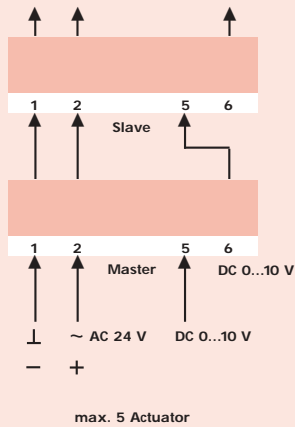 1 2 5 6
Slave
1 2 5 6
Master DC 0...10 V
⊥ ~ AC 24 V DC 0...10 V
− +
max. 5 Actuator